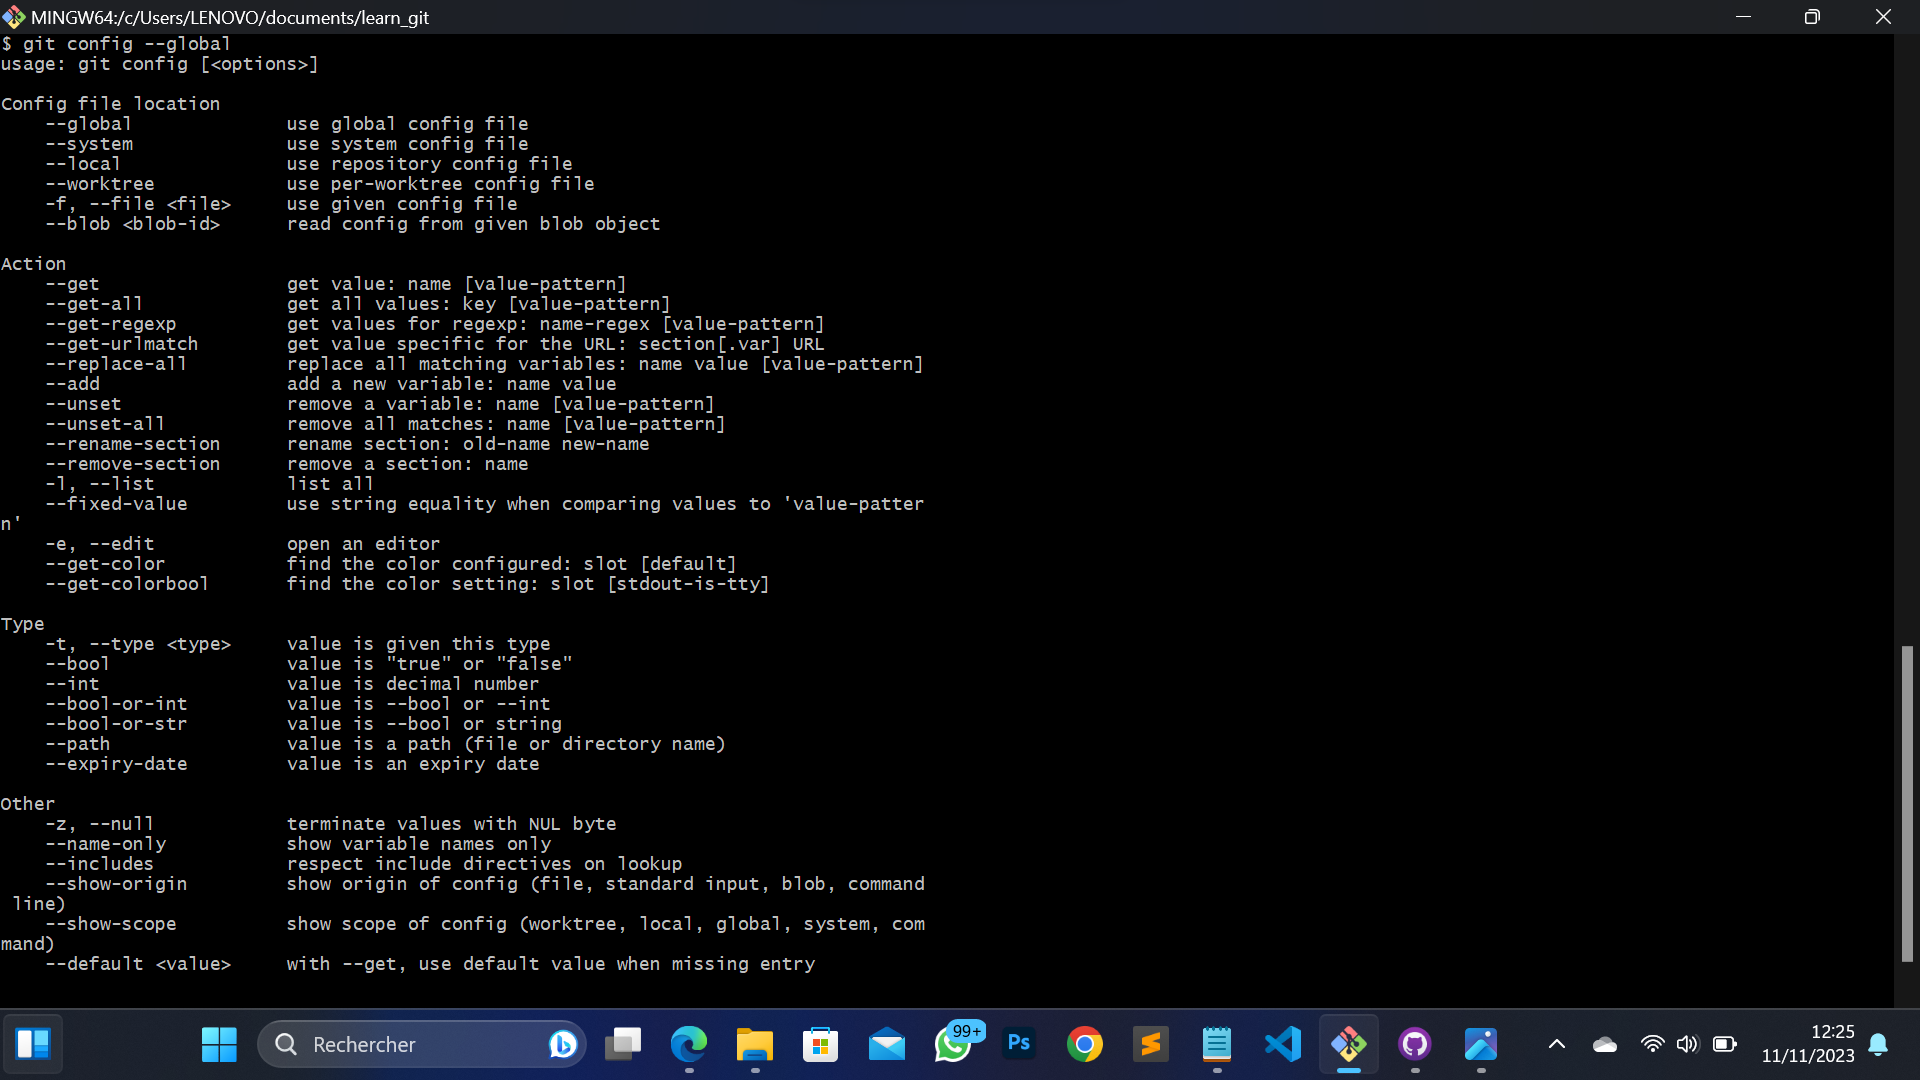 MINGW64:/c/Users/LENOVO/documents/learn_git
$ git config --global
usage: git config [<options>]

Config file location
    --global              use global config file
    --system              use system config file
    --local               use repository config file
    --worktree            use per-worktree config file
    -f, --file <file>     use given config file
    --blob <blob-id>      read config from given blob object

Action
    --get                 get value: name [value-pattern]
    --get-all             get all values: key [value-pattern]
    --get-regexp          get values for regexp: name-regex [value-pattern]
    --get-urlmatch        get value specific for the URL: section[.var] URL
    --replace-all         replace all matching variables: name value [value-pattern]
    --add                 add a new variable: name value
    --unset               remove a variable: name [value-pattern]
    --unset-all           remove all matches: name [value-pattern]
    --rename-section      rename section: old-name new-name
    --remove-section      remove a section: name
    -l, --list            list all
    --fixed-value         use string equality when comparing values to 'value-patter
n'
    -e, --edit            open an editor
    --get-color           find the color configured: slot [default]
    --get-colorbool       find the color setting: slot [stdout-is-tty]

Type
    -t, --type <type>     value is given this type
    --bool                value is "true" or "false"
    --int                 value is decimal number
    --bool-or-int         value is --bool or --int
    --bool-or-str         value is --bool or string
    --path                value is a path (file or directory name)
    --expiry-date         value is an expiry date

Other
    -z, --null            terminate values with NUL byte
    --name-only           show variable names only
    --includes            respect include directives on lookup
    --show-origin         show origin of config (file, standard input, blob, command
 line)
    --show-scope          show scope of config (worktree, local, global, system, com
mand)
    --default <value>     with --get, use default value when missing entry
Rechercher
99+
Ps
12:25
11/11/2023